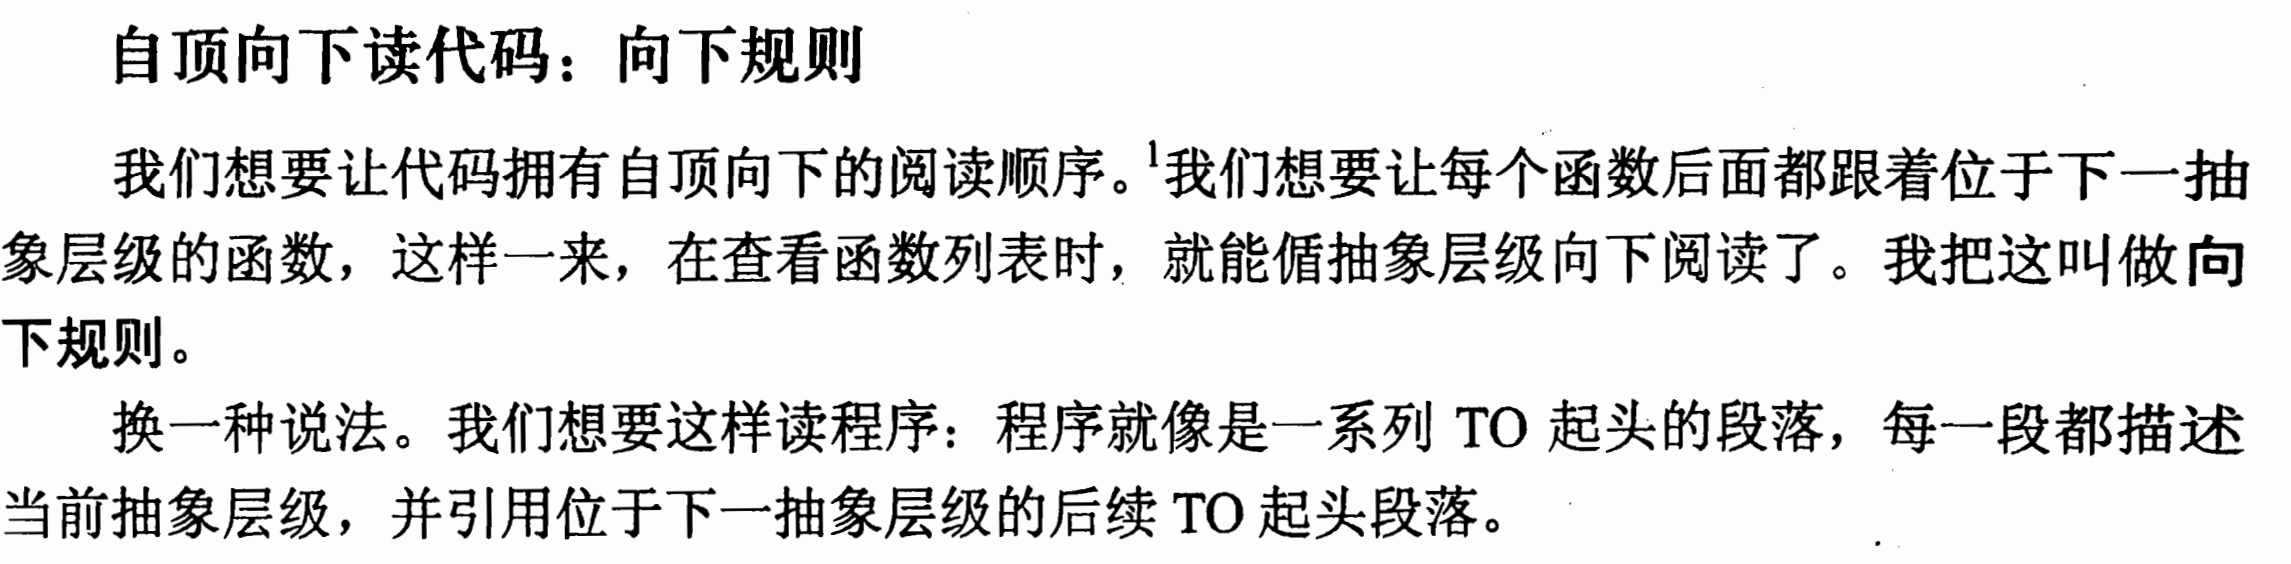 自顶向下读代码：向下规则
我们想要让代码拥有自顶向下的阅读顺序。¹我们想要让每个函数后面都跟着位于下一抽
象层级的函数，这样一来，在查看函数列表时，就能偱抽象层级向下阅读了。我把这叫做向
下规则。
换一种说法。我们想要这样读程序：程序就像是一系列 TO 起头的段落，每一段都描述
当前抽象层级，并引用位于下一抽象层级的后续 TO 起头段落。